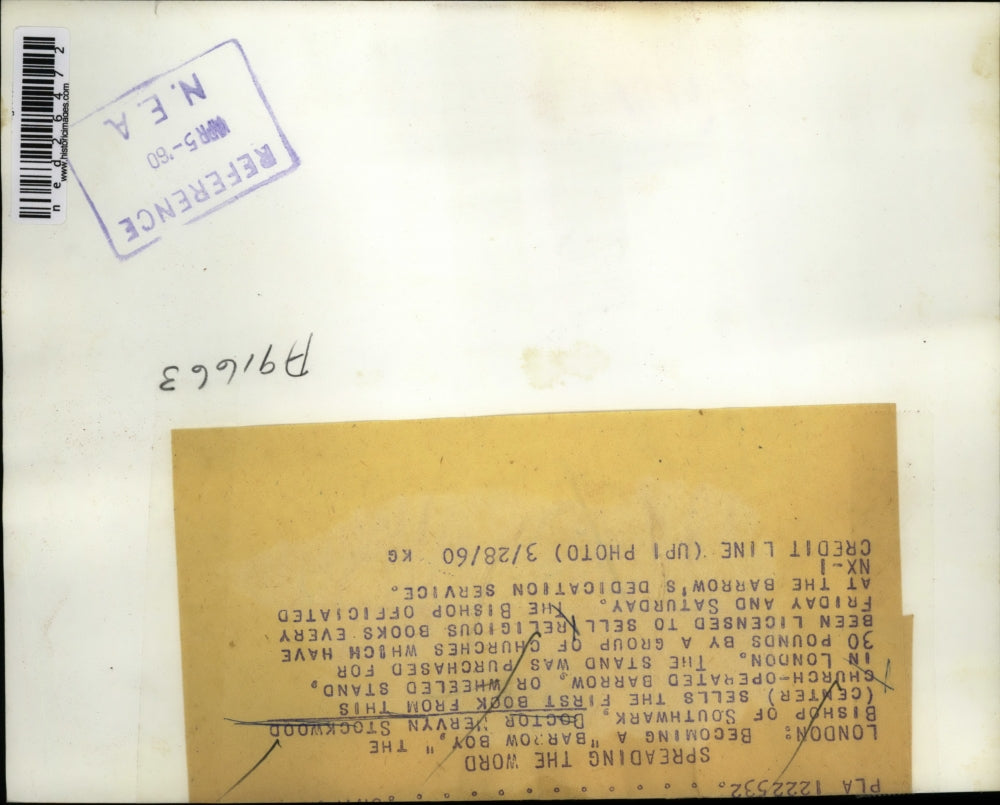 PLA 1222532. . . . . . . . . . .
SPREADING THE WORD
LONDON: BECOMING A "BARROW BOY," THE
BISHOP OF SOUTHWARK, DOCTOR MERVYN STOCKWOOD
(CENTER) SELLS THE FIRST BOOK FROM THIS
CHURCH-OPERATED BARROW, OR WHEELED STAND,
IN LONDON. THE STAND WAS PURCHASED FOR
30 POUNDS BY A GROUP OF CHURCHES WHICH HAVE
BEEN LICENSED TO SELL RELIGIOUS BOOKS EVERY
FRIDAY AND SATURDAY. THE BISHOP OFFICIATED
AT THE BARROW'S DEDICATION SERVICE.
NX-1
CREDIT LINE (UPI PHOTO) 3/28/60 KG
A91663
REFERENCE
APR 5-'60
N.E.A
www.historicimages.com
ned26472